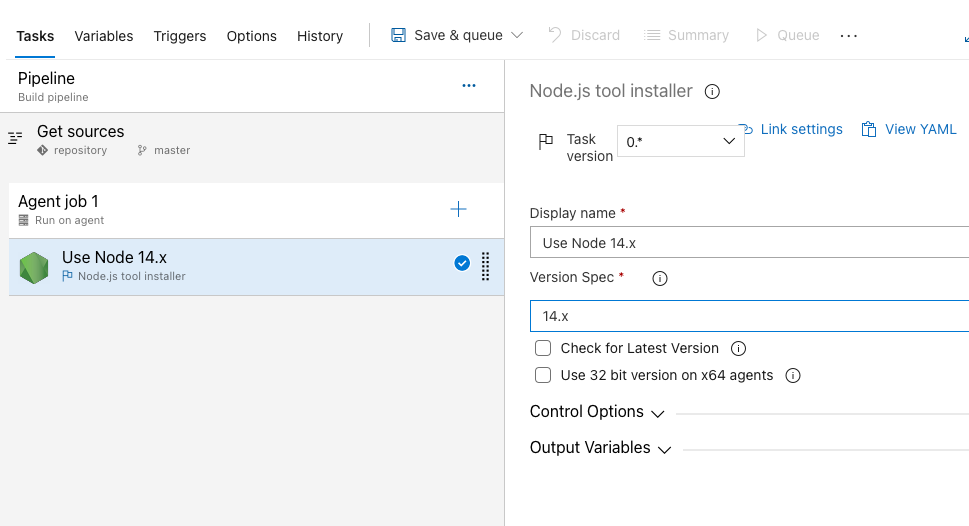 Tasks Variables Triggers Options History Save & queue Discard Summary Queue ...
Pipeline
Build pipeline
Get sources
repository master
Agent job 1
Run on agent
Use Node 14.x
Node.js tool installer
Node.js tool installer
Task version 0.* Link settings View YAML
Display name *
Use Node 14.x
Version Spec *
14.x
Check for Latest Version
Use 32 bit version on x64 agents
Control Options
Output Variables